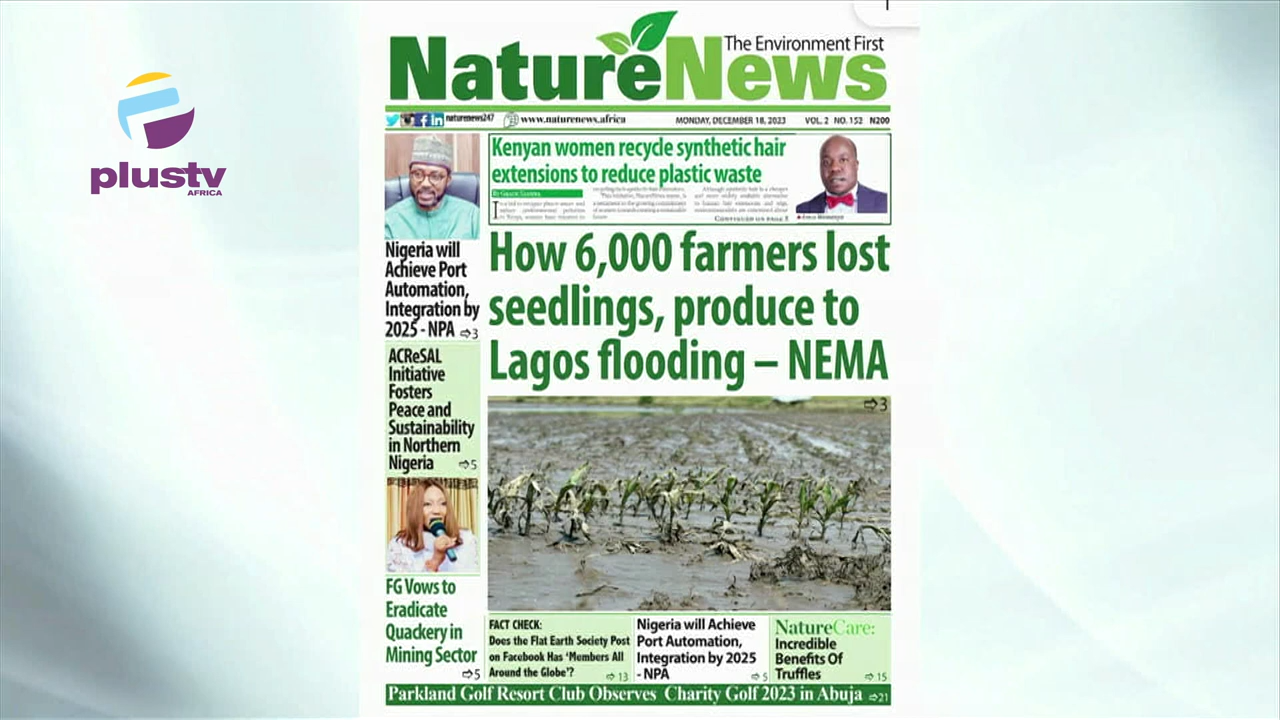 plustv
AFRICA
The Environment First
NatureNews
naturenews247
www.naturenews.africa
MONDAY, DECEMBER 18, 2023
VOL. 2 NO. 152 N200
Kenyan women recycle synthetic hair
extensions to reduce plastic waste
CONTINUED ON PAGE
Nigeria will
Achieve Port
Automation,
Integration by
2025 - NPA ⇨3
ACReSAL
Initiative
Fosters
Peace and
Sustainability
in Northern
Nigeria ⇨5
FG Vows to
Eradicate
Quackery in
Mining Sector
⇨5
How 6,000 farmers lost
seedlings, produce to
Lagos flooding – NEMA
⇨3
FACT CHECK:
Does the Flat Earth Society Post
on Facebook Has ‘Members All
Around the Globe’? ⇨13
Nigeria will Achieve
Port Automation,
Integration by 2025
- NPA ⇨5
NatureCare:
Incredible
Benefits Of
Truffles ⇨15
Parkland Golf Resort Club Observes Charity Golf 2023 in Abuja ⇨21